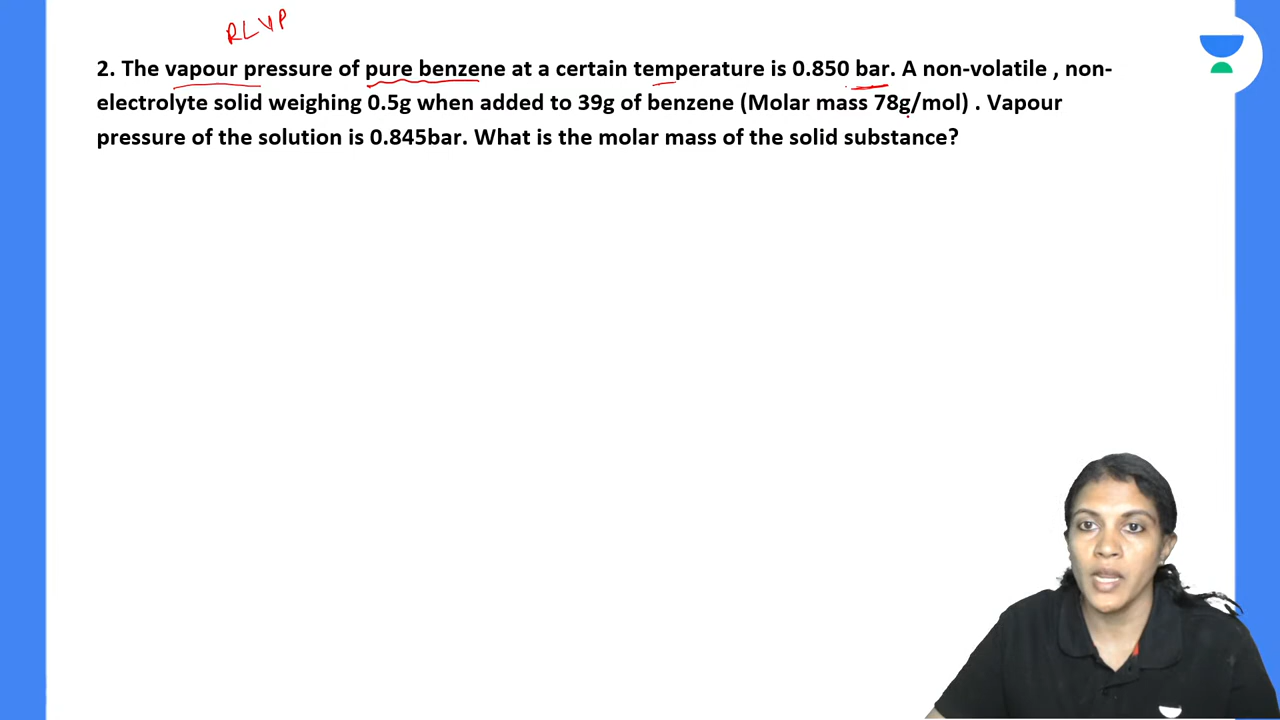 RLVP
2. The vapour pressure of pure benzene at a certain temperature is 0.850 bar. A non-volatile , non-
electrolyte solid weighing 0.5g when added to 39g of benzene (Molar mass 78g/mol) . Vapour
pressure of the solution is 0.845bar. What is the molar mass of the solid substance?